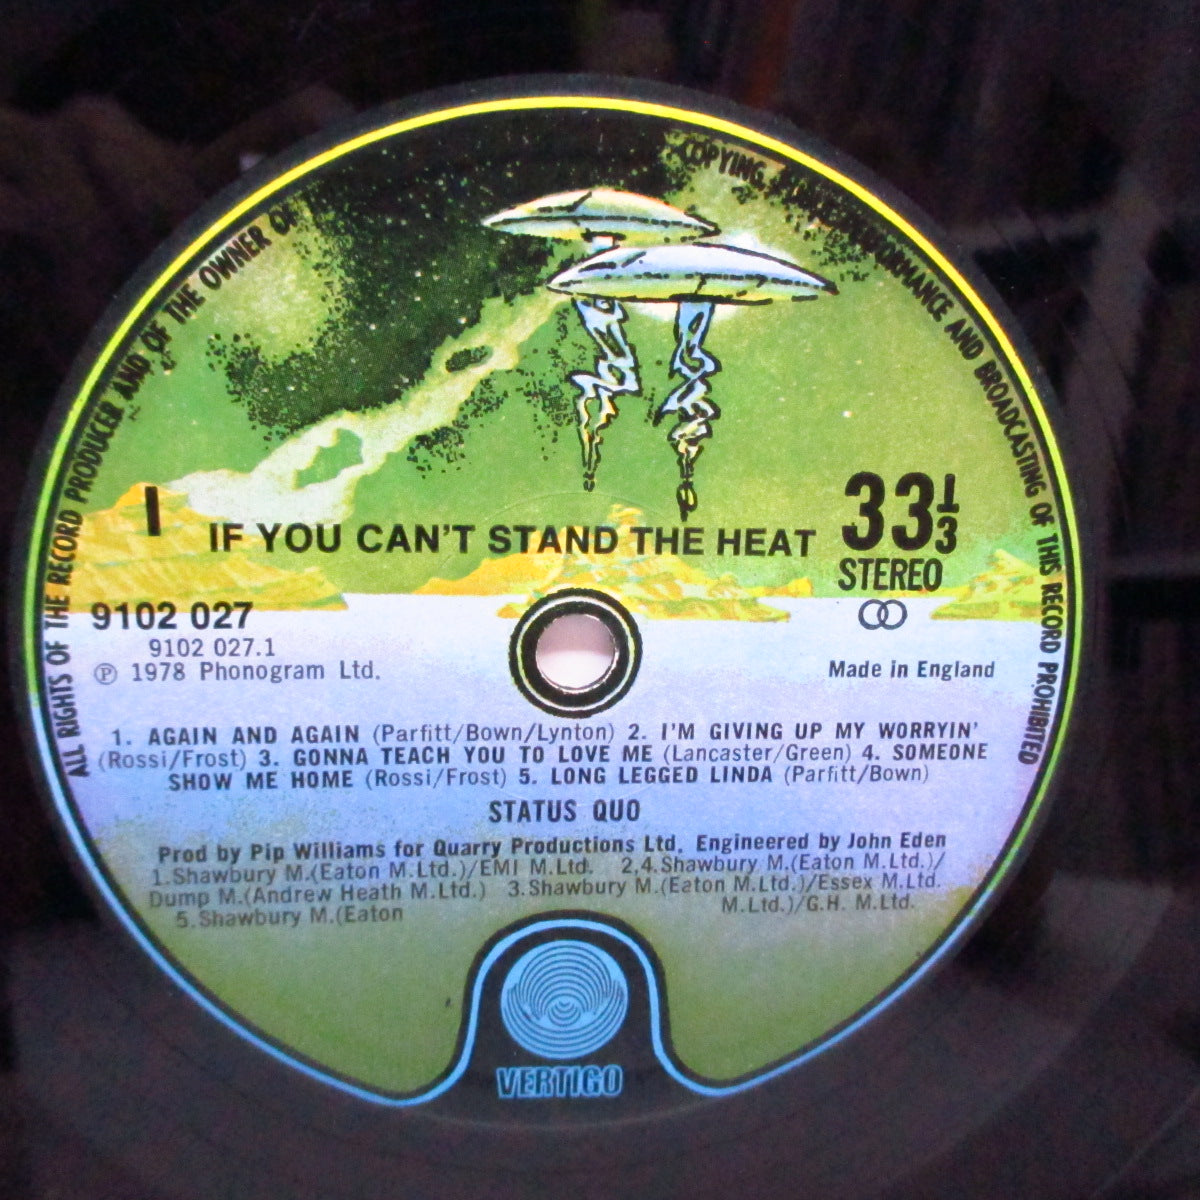 ALL RIGHTS OF THE RECORD PRODUCER AND OF THE OWNER OF
COPYING, PERFORMANCE AND BROADCASTING OF THIS RECORD PROHIBITED
1
IF YOU CAN'T STAND THE HEAT
33⅓
STEREO
9102 027
9102 027.1
Ⓟ 1978 Phonogram Ltd.
Made in England
1. AGAIN AND AGAIN (Parfitt/Bown/Lynton) 2. I'M GIVING UP MY WORRYIN'
(Rossi/Frost) 3. GONNA TEACH YOU TO LOVE ME (Lancaster/Green) 4. SOMEONE
SHOW ME HOME (Rossi/Frost) 5. LONG LEGGED LINDA (Parfitt/Bown)
STATUS QUO
Prod by Pip Williams for Quarry Productions Ltd. Engineered by John Eden
1.Shawbury M.(Eaton M.Ltd.)/EMI M.Ltd. 2,4.Shawbury M.(Eaton M.Ltd.)/
Dump M.(Andrew Heath M.Ltd.) 3.Shawbury M.(Eaton M.Ltd.)/Essex M.Ltd.
5.Shawbury M.(Eaton M.Ltd.)/G.H. M.Ltd.
VERTIGO